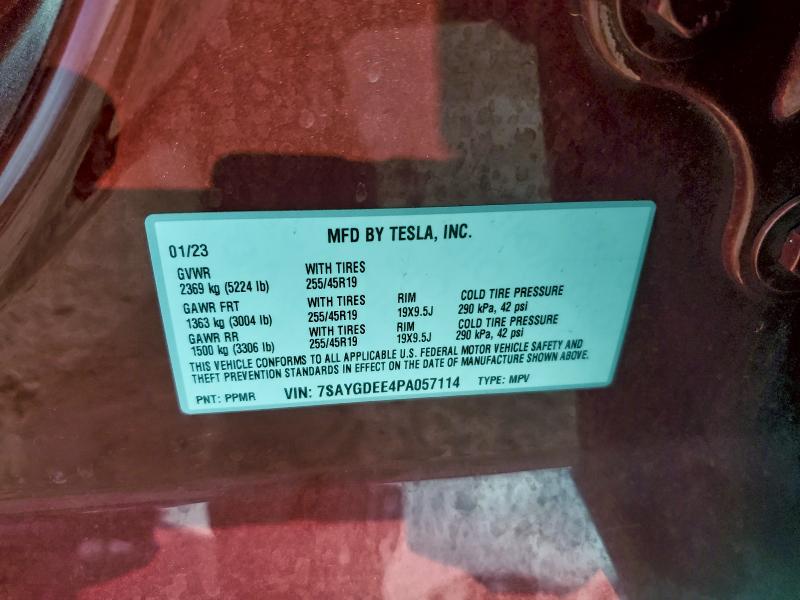 MFD BY TESLA, INC.
01/23
GVWR WITH TIRES
2369 kg (5224 lb) 255/45R19
GAWR FRT WITH TIRES RIM COLD TIRE PRESSURE
1363 kg (3004 lb) 255/45R19 19X9.5J 290 kPa, 42 psi
GAWR RR WITH TIRES RIM COLD TIRE PRESSURE
1500 kg (3306 lb) 255/45R19 19X9.5J 290 kPa, 42 psi
THIS VEHICLE CONFORMS TO ALL APPLICABLE U.S. FEDERAL MOTOR VEHICLE SAFETY AND
THEFT PREVENTION STANDARDS IN EFFECT ON THE DATE OF MANUFACTURE SHOWN ABOVE.
PNT: PPMR VIN: 7SAYGDEE4PA057114 TYPE: MPV